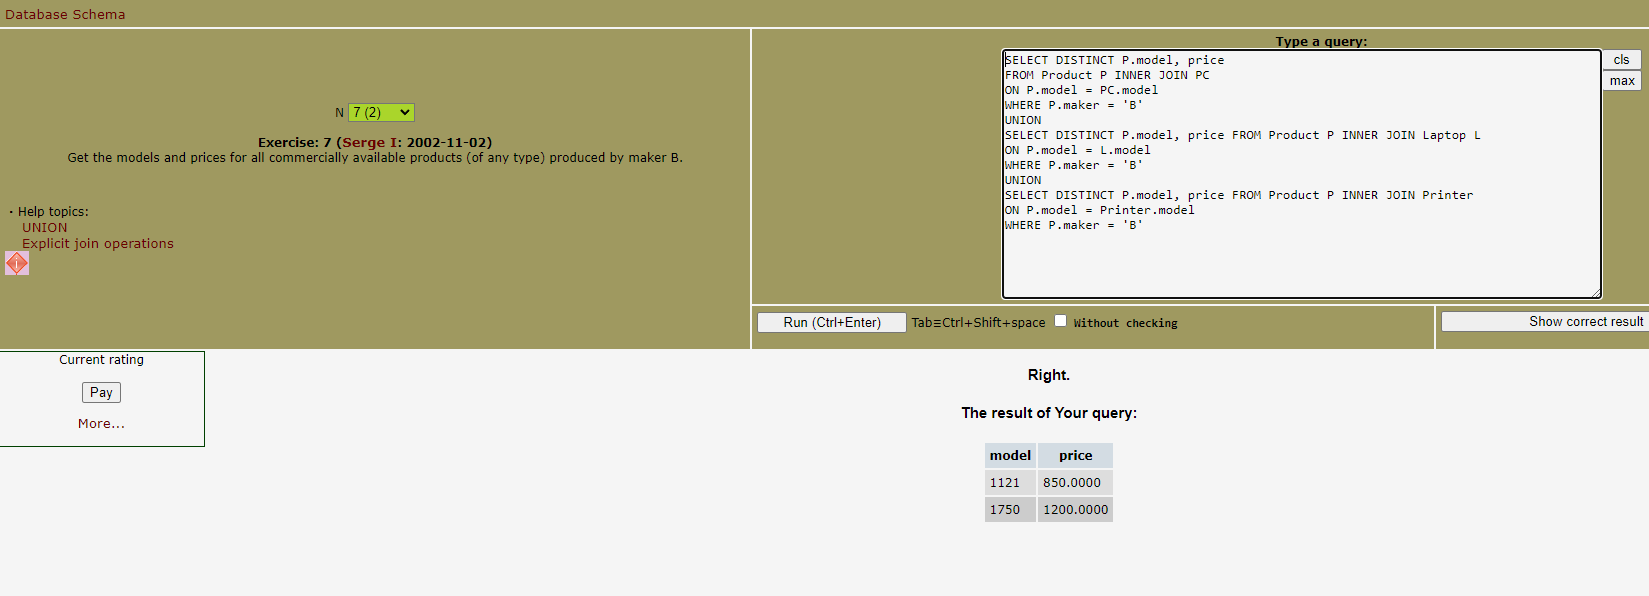 Database Schema
N 7 (2)
Exercise: 7 (Serge I: 2002-11-02)
Get the models and prices for all commercially available products (of any type) produced by maker B.
· Help topics:
UNION
Explicit join operations
Type a query:
SELECT DISTINCT P.model, price
FROM Product P INNER JOIN PC
ON P.model = PC.model
WHERE P.maker = 'B'
UNION
SELECT DISTINCT P.model, price FROM Product P INNER JOIN Laptop L
ON P.model = L.model
WHERE P.maker = 'B'
UNION
SELECT DISTINCT P.model, price FROM Product P INNER JOIN Printer
ON P.model = Printer.model
WHERE P.maker = 'B'
cls
max
Run (Ctrl+Enter) Tab≡Ctrl+Shift+space Without checking
Show correct result
Current rating
Pay
More...
Right.
The result of Your query:
model price
1121 850.0000
1750 1200.0000